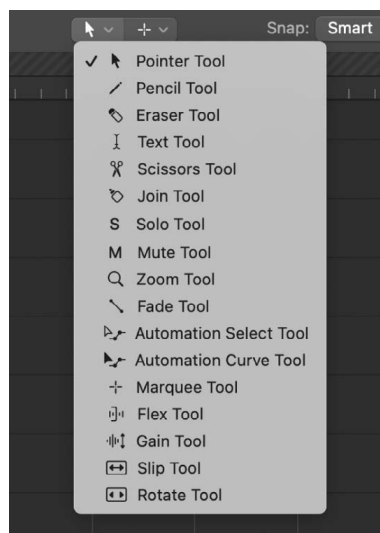 Snap: Smart
Pointer Tool
Pencil Tool
Eraser Tool
Text Tool
Scissors Tool
Join Tool
S Solo Tool
M Mute Tool
Zoom Tool
Fade Tool
Automation Select Tool
Automation Curve Tool
Marquee Tool
Flex Tool
Gain Tool
Slip Tool
Rotate Tool